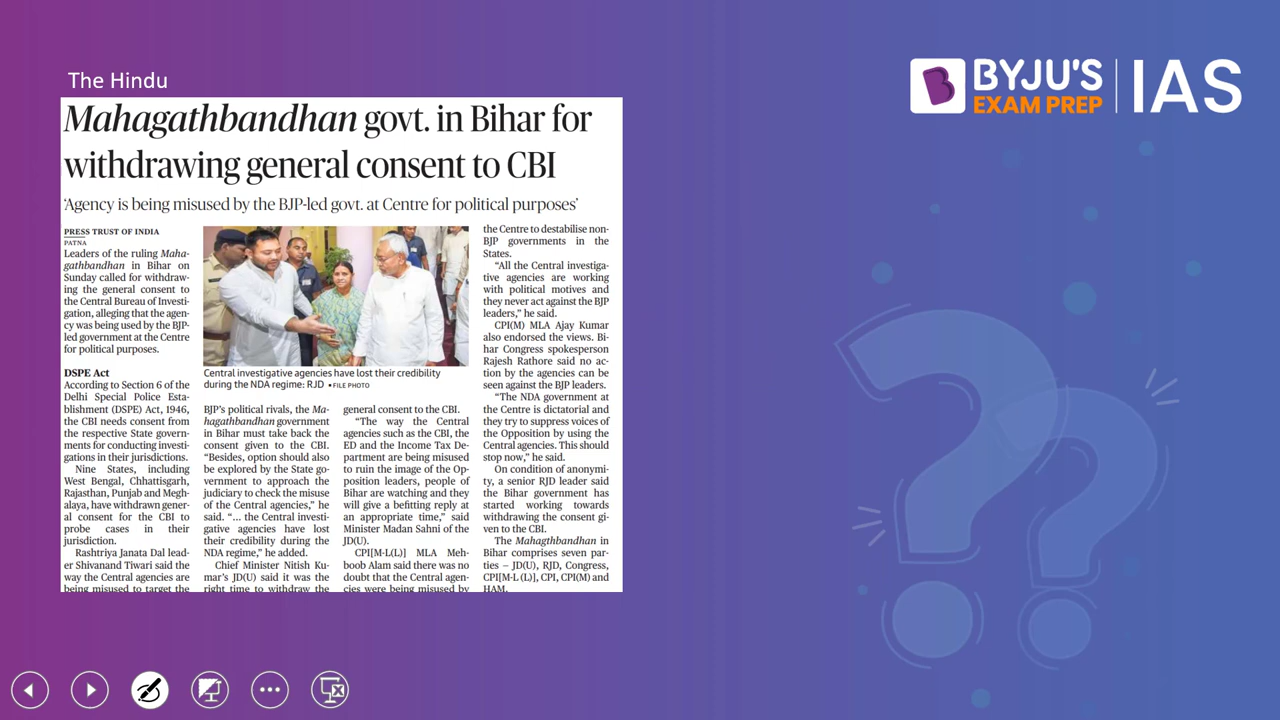 The Hindu
BYJU'S
EXAM PREP
IAS
Mahagathbandhan govt. in Bihar for
withdrawing general consent to CBI
‘Agency is being misused by the BJP-led govt. at Centre for political purposes’
PRESS TRUST OF INDIA
PATNA
Leaders of the ruling Maha-
gathbandhan in Bihar on
Sunday called for withdraw-
ing the general consent to
the Central Bureau of Investi-
gation, alleging that the agen-
cy was being used by the BJP-
led government at the Centre
for political purposes.
DSPE Act
According to Section 6 of the
Delhi Special Police Esta-
blishment (DSPE) Act, 1946,
the CBI needs consent from
the respective State govern-
ments for conducting investi-
gations in their jurisdictions.
Nine States, including
West Bengal, Chhattisgarh,
Rajasthan, Punjab and Megh-
alaya, have withdrawn gener-
al consent for the CBI to
probe cases in their
jurisdiction.
Rashtriya Janata Dal lead-
er Shivanand Tiwari said the
way the Central agencies are
being misused to target the
Central investigative agencies have lost their credibility
during the NDA regime: RJD • FILE PHOTO
BJP’s political rivals, the Ma-
hagathbandhan government
in Bihar must take back the
consent given to the CBI.
“Besides, option should also
be explored by the State go-
vernment to approach the
judiciary to check the misuse
of the Central agencies,” he
said. “... the Central investi-
gative agencies have lost
their credibility during the
NDA regime,” he added.
Chief Minister Nitish Ku-
mar’s JD(U) said it was the
right time to withdraw the
general consent to the CBI.
“The way the Central
agencies such as the CBI, the
ED and the Income Tax De-
partment are being misused
to ruin the image of the Op-
position leaders, people of
Bihar are watching and they
will give a befitting reply at
an appropriate time,” said
Minister Madan Sahni of the
JD(U).
CPI[M-L(L)] MLA Meh-
boob Alam said there was no
doubt that the Central agen-
cies were being misused by
the Centre to destabilise non-
BJP governments in the
States.
“All the Central investiga-
tive agencies are working
with political motives and
they never act against the BJP
leaders,” he said.
CPI(M) MLA Ajay Kumar
also endorsed the views. Bi-
har Congress spokesperson
Rajesh Rathore said no ac-
tion by the agencies can be
seen against the BJP leaders.
“The NDA government at
the Centre is dictatorial and
they try to suppress voices of
the Opposition by using the
Central agencies. This should
stop now,” he said.
On condition of anonymi-
ty, a senior RJD leader said
the Bihar government has
started working towards
withdrawing the consent gi-
ven to the CBI.
The Mahagthbandhan in
Bihar comprises seven par-
ties – JD(U), RJD, Congress,
CPI[M-L (L)], CPI, CPI(M) and
HAM.